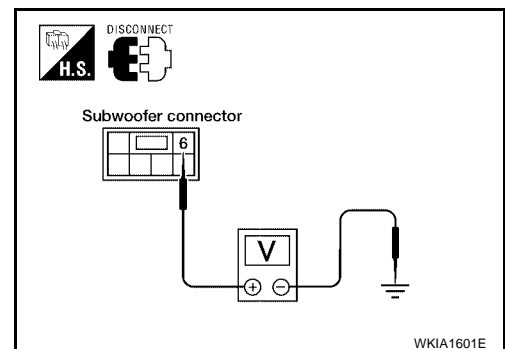 DISCONNECT
H.S.
Subwoofer connector
6
V
+ −
WKIA1601E